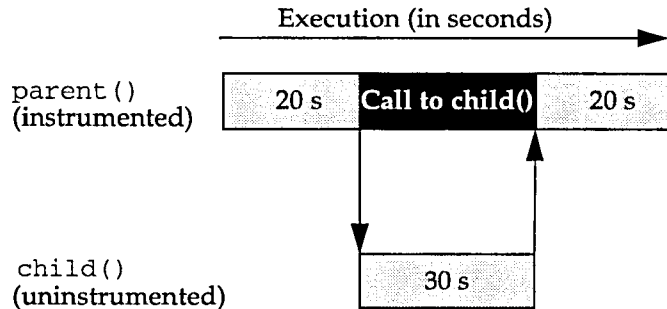 Execution (in seconds)
parent()
(instrumented)
20 s
Call to child()
20 s
child()
(uninstrumented)
30 s